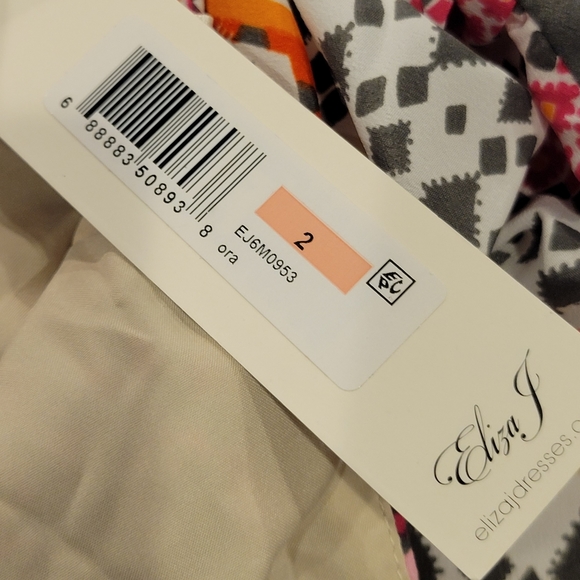 6 88883 50893 8
ora
EJ6M0953
2
EPC
Eliza J
elizajdresses.c